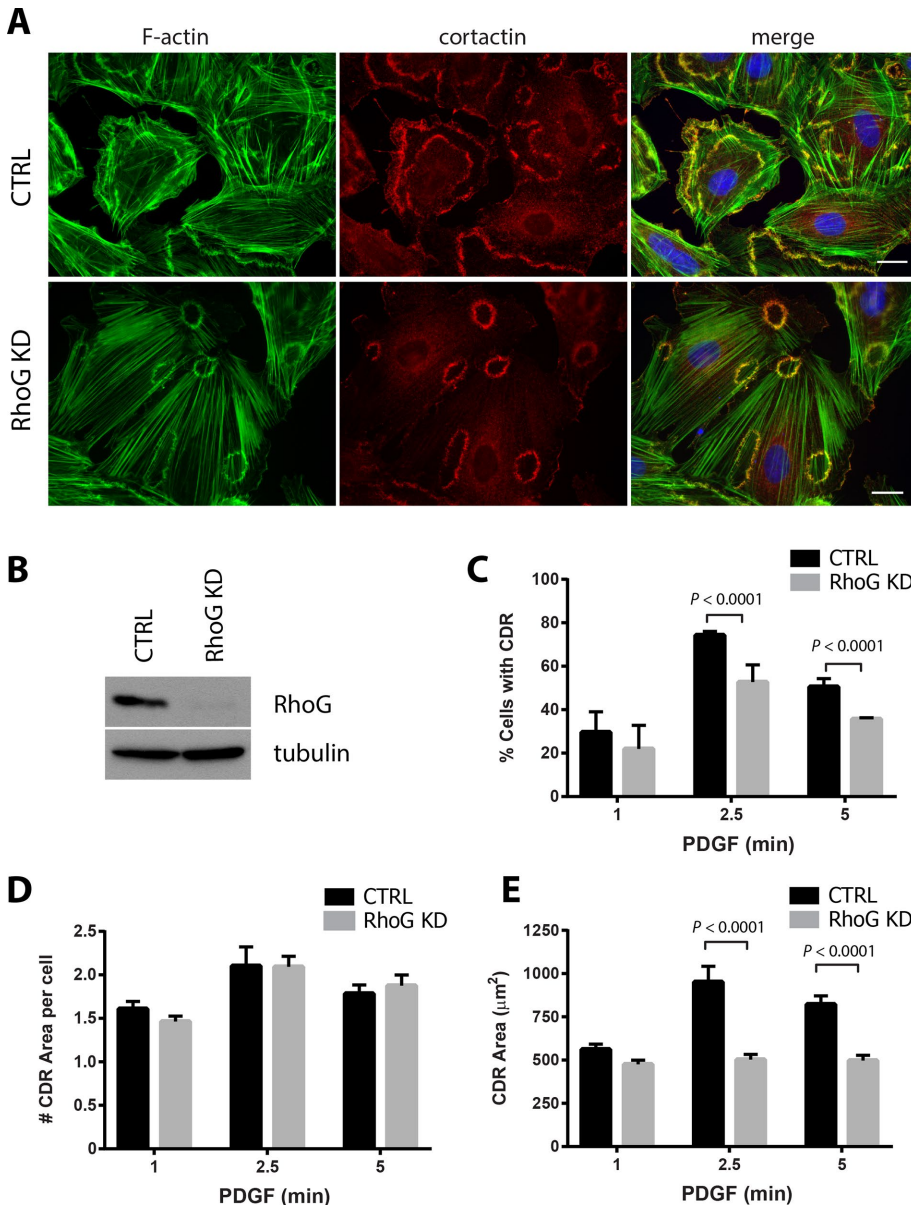 A
F-actin
cortactin
merge
CTRL
RhoG KD
B
CTRL
RhoG KD
RhoG
tubulin
C
CTRL
RhoG KD
P < 0.0001
P < 0.0001
% Cells with CDR
100
80
60
40
20
0
1
2.5
5
PDGF (min)
D
CTRL
RhoG KD
# CDR Area per cell
2.5
2.0
1.5
1.0
0.5
0
1
2.5
5
PDGF (min)
E
CTRL
RhoG KD
P < 0.0001
P < 0.0001
CDR Area (μm²)
1250
1000
750
500
250
0
1
2.5
5
PDGF (min)